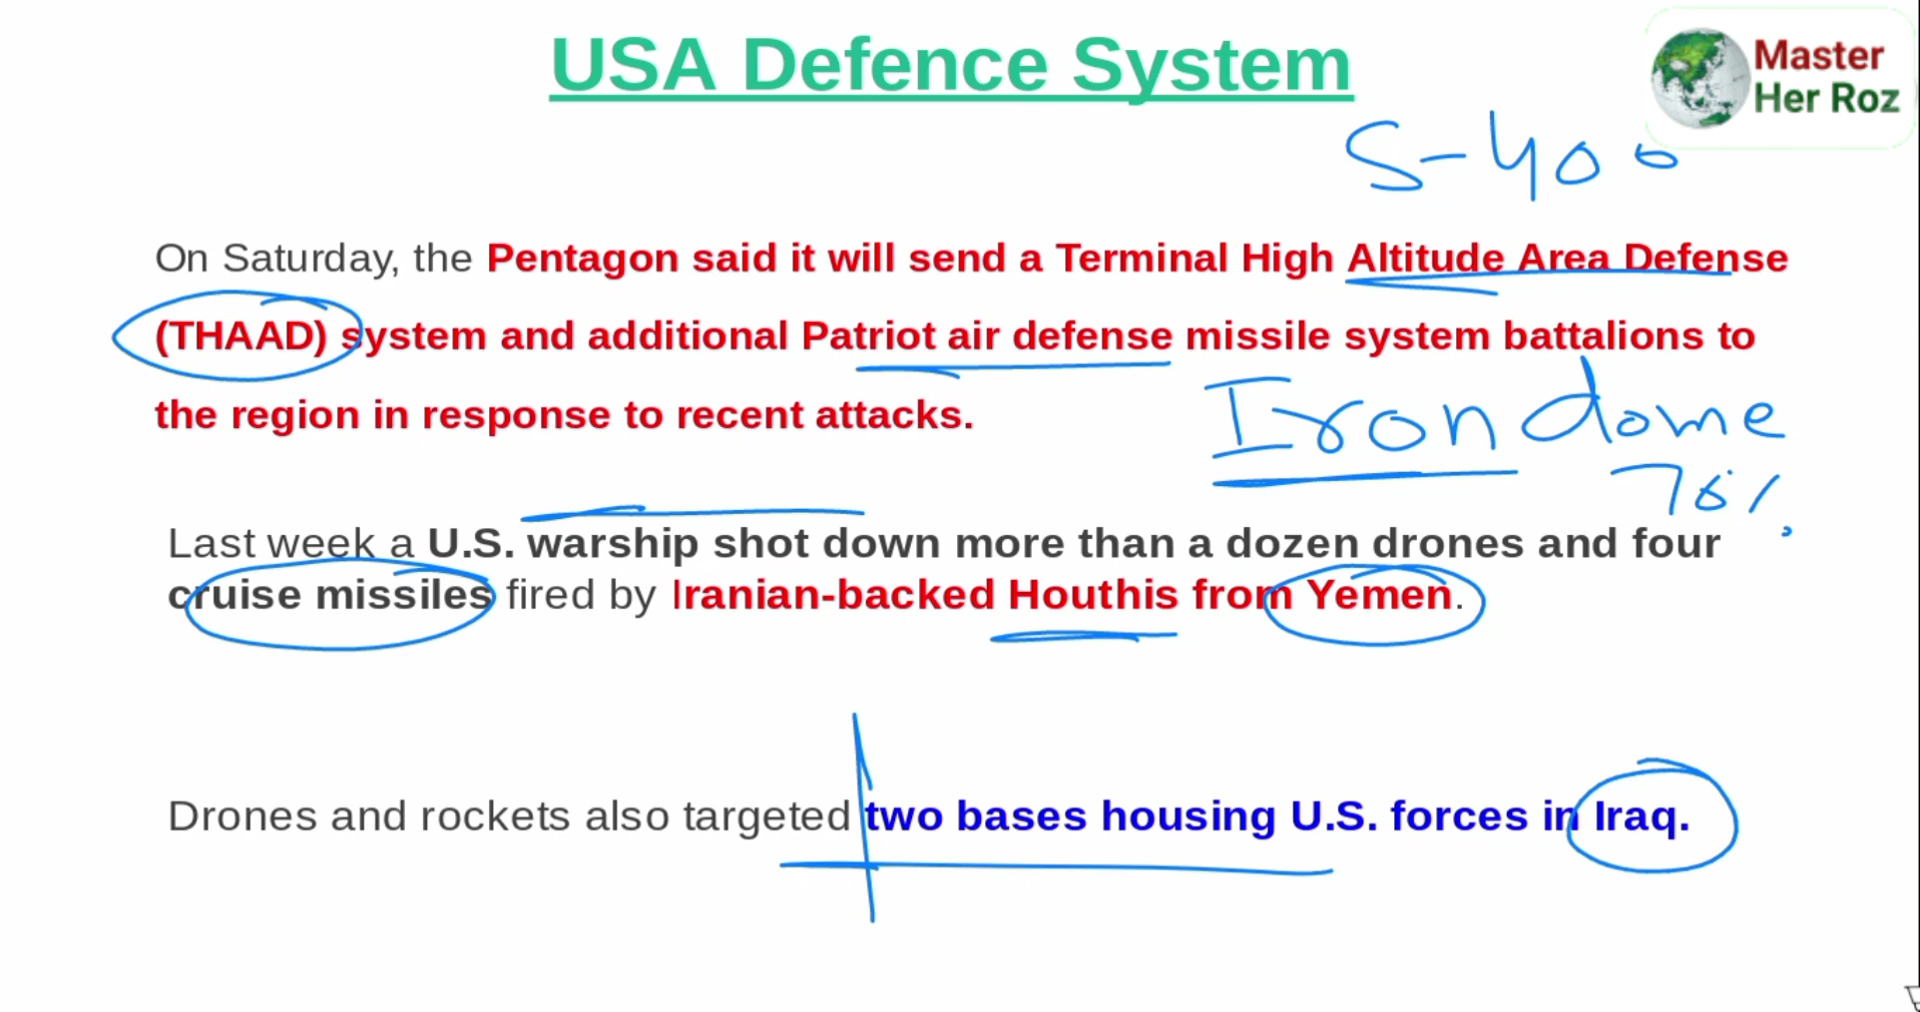 USA Defence System
Master
Her Roz
S-400
On Saturday, the Pentagon said it will send a Terminal High Altitude Area Defense
(THAAD) system and additional Patriot air defense missile system battalions to
the region in response to recent attacks.
Iron dome
Last week a U.S. warship shot down more than a dozen drones and four
cruise missiles fired by Iranian-backed Houthis from Yemen.
Drones and rockets also targeted two bases housing U.S. forces in Iraq.